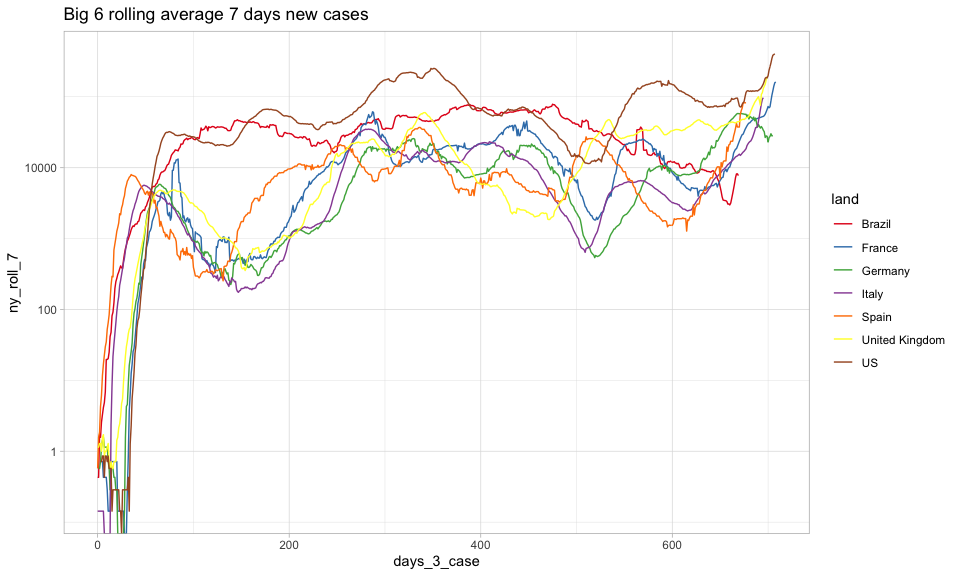 Big 6 rolling average 7 days new cases
ny_roll_7
10000
100
1
0
200
400
600
days_3_case
land
Brazil
France
Germany
Italy
Spain
United Kingdom
US